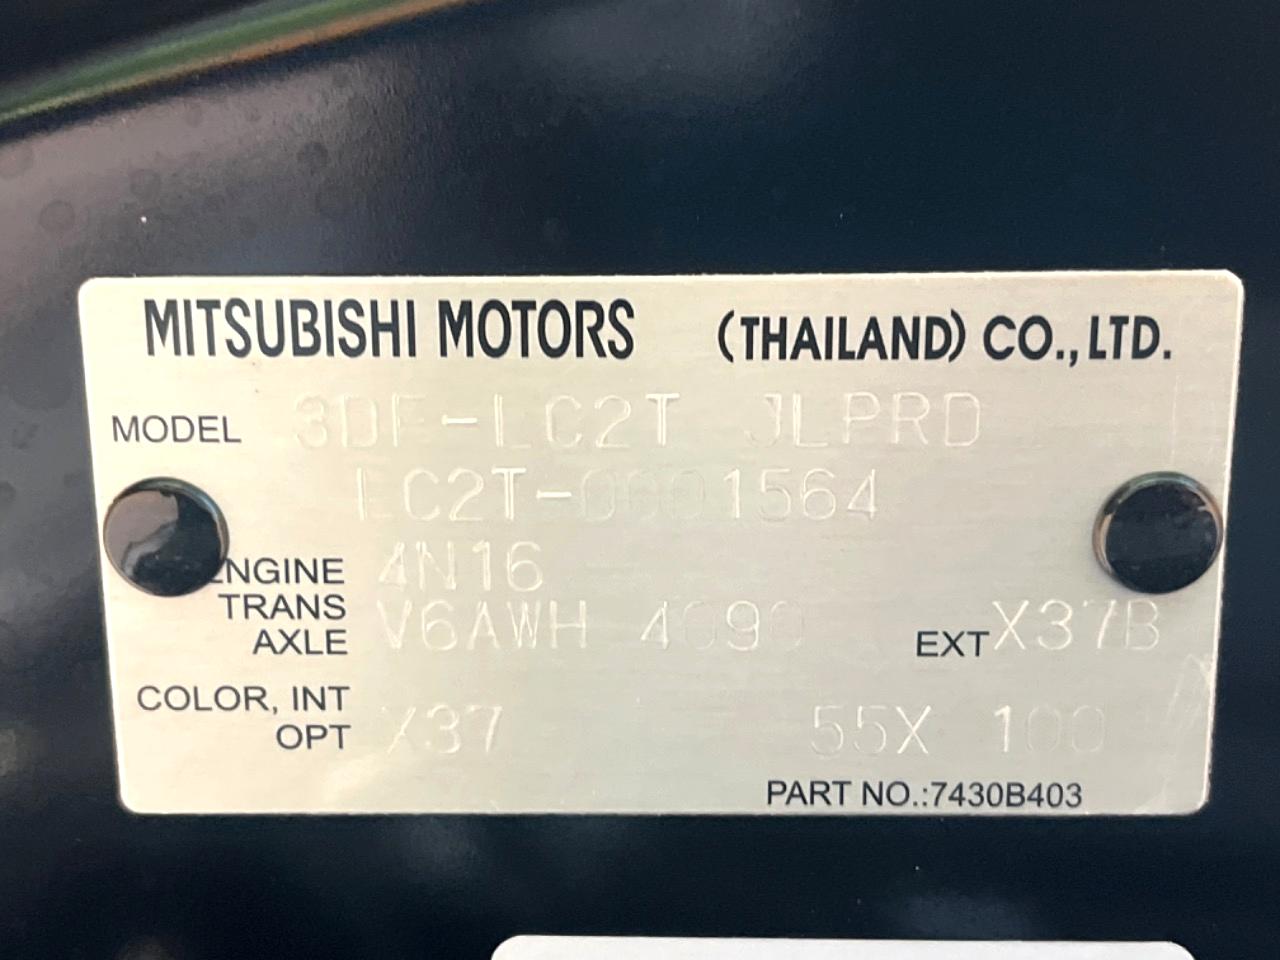 MITSUBISHI MOTORS (THAILAND) CO., LTD.
MODEL 3DF-LC2T JLPRD
LC2T-0001564
ENGINE 4N16
TRANS AXLE V6AWH 4090 EXT X37B
COLOR, INT OPT X37 55X 100
PART NO.:7430B403